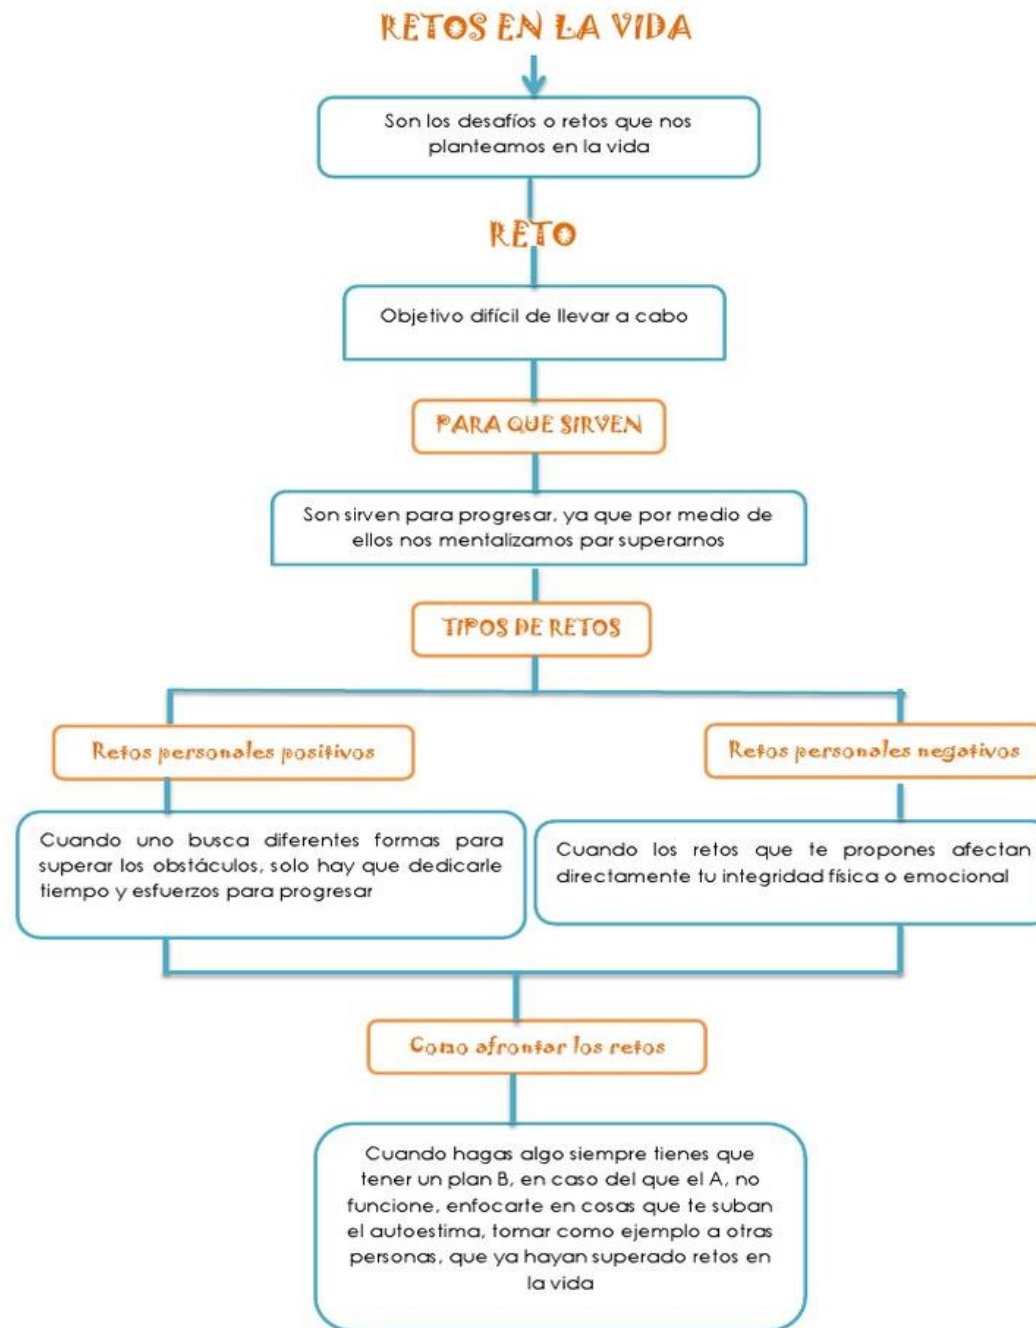 RETOS EN LA VIDA
Son los desafíos o retos que nos
planteamos en la vida
RETO
Objetivo difícil de llevar a cabo
PARA QUE SIRVEN
Son sirven para progresar, ya que por medio de
ellos nos mentalizamos par superarnos
TIPOS DE RETOS
Retos personales positivos
Cuando uno busca diferentes formas para
superar los obstáculos, solo hay que dedicarle
tiempo y esfuerzos para progresar
Retos personales negativos
Cuando los retos que te propones afectan
directamente tu integridad física o emocional
Como afrontar los retos
Cuando hagas algo siempre tienes que
tener un plan B, en caso del que el A, no
funcione, enfocarte en cosas que te suban
el autoestima, tomar como ejemplo a otras
personas, que ya hayan superado retos en
la vida